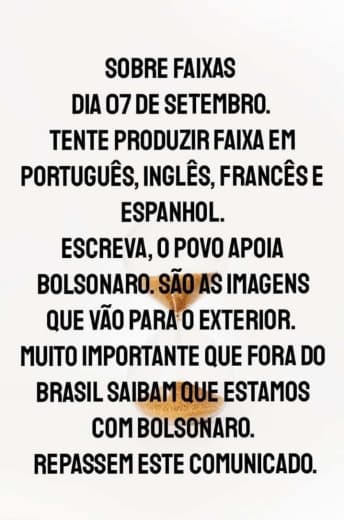 SOBRE FAIXAS
DIA 07 DE SETEMBRO.
TENTE PRODUZIR FAIXA EM
PORTUGUÊS, INGLÊS, FRANCÊS E
ESPANHOL.
ESCREVA, O POVO APOIA
BOLSONARO. SÃO AS IMAGENS
QUE VÃO PARA O EXTERIOR.
MUITO IMPORTANTE QUE FORA DO
BRASIL SAIBAM QUE ESTAMOS
COM BOLSONARO.
REPASSEM ESTE COMUNICADO.